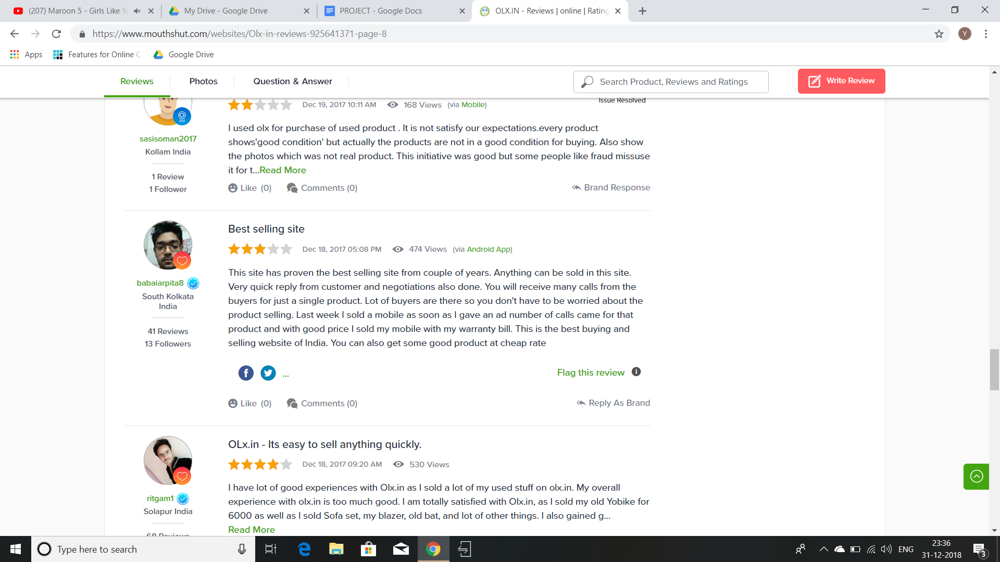 (207) Maroon 5 - Girls Like Y
My Drive - Google Drive
PROJECT - Google Docs
OLX.IN - Reviews | online | Rating
https://www.mouthshut.com/websites/Olx-in-reviews-925641371-page-8
Y
Apps
Features for Online C
Google Drive
Reviews
Photos
Question & Answer
Search Product, Reviews and Ratings
Write Review
Dec 19, 2017 10:11 AM 168 Views (via Mobile)
Issue Resolved
sasisoman2017
Kollam India
1 Review
1 Follower
I used olx for purchase of used product . It is not satisfy our expectations.every product
shows'good condition' but actually the products are not in a good condition for buying. Also show
the photos which was not real product. This initiative was good but some people like fraud missuse
it for t...Read More
Like (0) Comments (0) Brand Response
Best selling site
Dec 18, 2017 05:08 PM 474 Views (via Android App)
babaiarpita8
South Kolkata
India
41 Reviews
13 Followers
This site has proven the best selling site from couple of years. Anything can be sold in this site.
Very quick reply from customer and negotiations also done. You will receive many calls from the
buyers for just a single product. Lot of buyers are there so you don't have to be worried about the
product selling. Last week I sold a mobile as soon as I gave an ad number of calls came for that
product and with good price I sold my mobile with my warranty bill. This is the best buying and
selling website of India. You can also get some good product at cheap rate
f ... Flag this review i
Like (0) Comments (0) Reply As Brand
OLx.in - Its easy to sell anything quickly.
Dec 18, 2017 09:20 AM 530 Views
ritgam1
Solapur India
68 Reviews
I have lot of good experiences with Olx.in as I sold a lot of my used stuff on olx.in. My overall
experience with olx.in is too much good. I am totally satisfied with Olx.in, as I sold my old Yobike for
6000 as well as I sold Sofa set, my blazer, old bat, and lot of other things. I also gained g...
Read More
Type here to search
ENG
23:36
31-12-2018
3